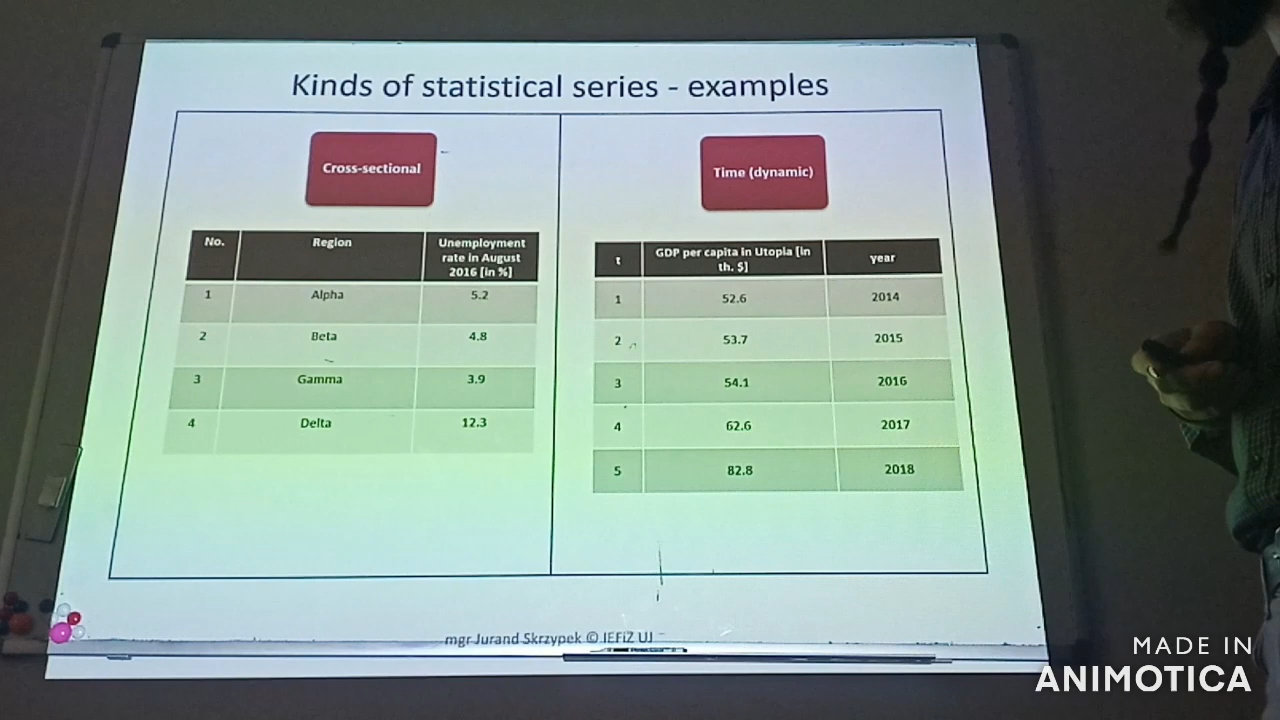 Kinds of statistical series - examples
Cross-sectional
No. Region Unemployment
rate in August
2016 [in %]
1 Alpha 5.2
2 Beta 4.8
3 Gamma 3.9
4 Delta 12.3
Time (dynamic)
t GDP per capita in Utopia [in
th. $] year
1 52.6 2014
2 53.7 2015
3 54.1 2016
4 62.6 2017
5 82.8 2018
mgr Jurand Skrzypek © IEFiZ UJ
MADE IN
ANIMOTICA